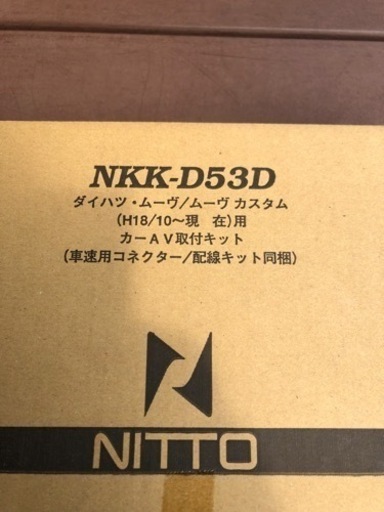 NKK-D53D
ダイハツ・ムーヴ/ムーヴ カスタム
(H18/10〜現 在)用
カーAV取付キット
(車速用コネクター/配線キット同梱)
NITTO